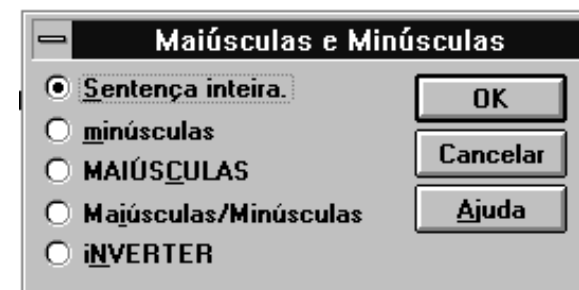 Maiúsculas e Minúsculas
Sentença inteira.
minúsculas
MAIÚSCULAS
Maiúsculas/Minúsculas
iNVERTER
OK
Cancelar
Ajuda